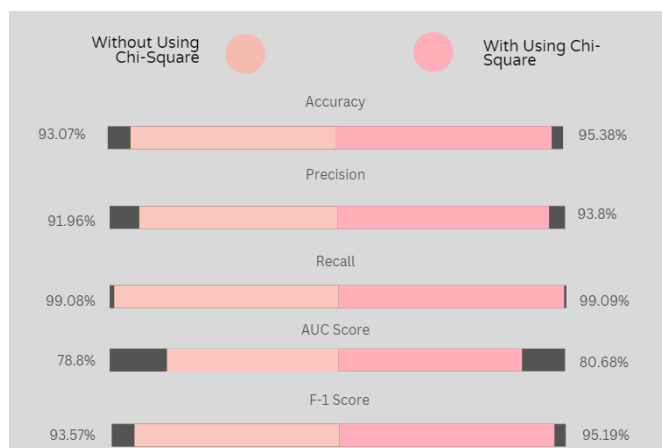 Without Using
Chi-Square
With Using Chi-
Square
Accuracy
93.07%
95.38%
Precision
91.96%
93.8%
Recall
99.08%
99.09%
AUC Score
78.8%
80.68%
F-1 Score
93.57%
95.19%